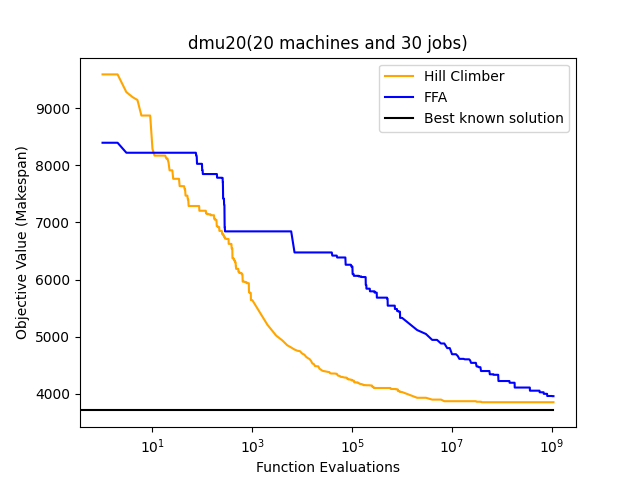 dmu20(20 machines and 30 jobs)
Hill Climber
FFA
Best known solution
Objective Value (Makespan)
9000
8000
7000
6000
5000
4000
10^1 10^3 10^5 10^7 10^9
Function Evaluations